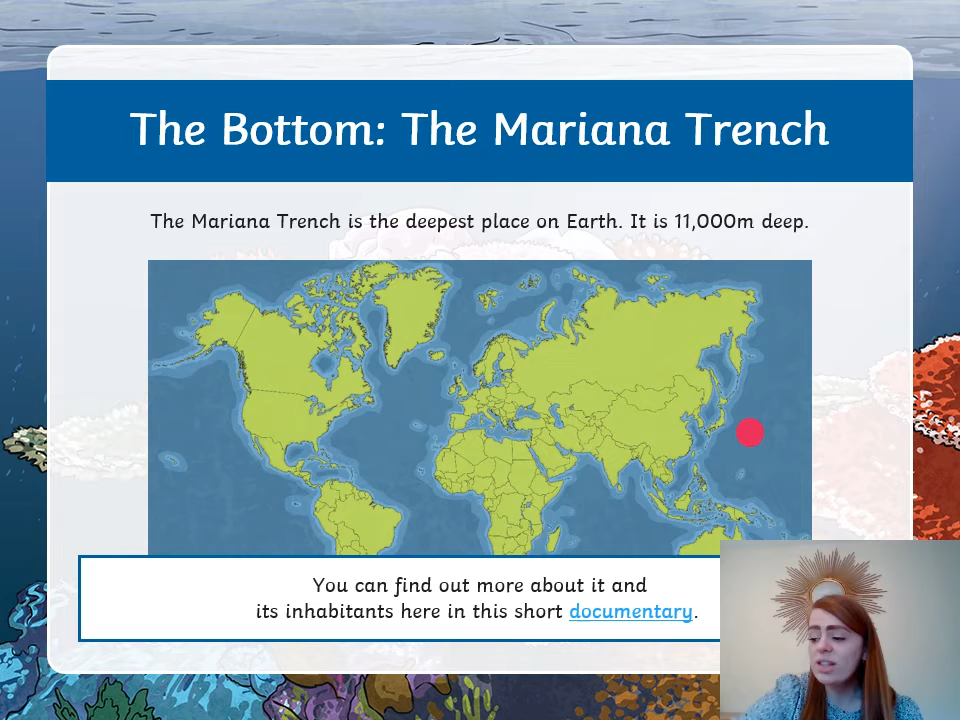 The Bottom: The Mariana Trench
The Mariana Trench is the deepest place on Earth. It is 11,000m deep.
You can find out more about it and
its inhabitants here in this short documentary.